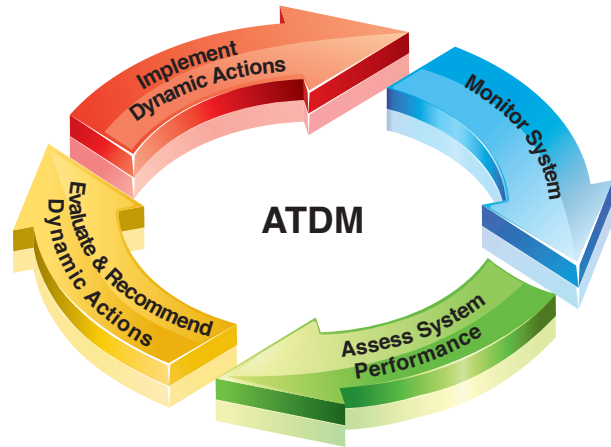 Implement
Dynamic Actions
Monitor System
ATDM
Evaluate & Recommend
Dynamic Actions
Assess System
Performance